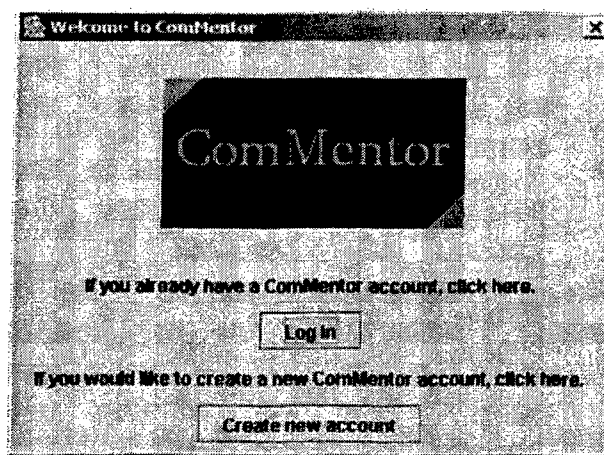 Welcome to ComMentor
ComMentor
If you already have a ComMentor account, click here.
Log in
If you would like to create a new ComMentor account, click here.
Create new account